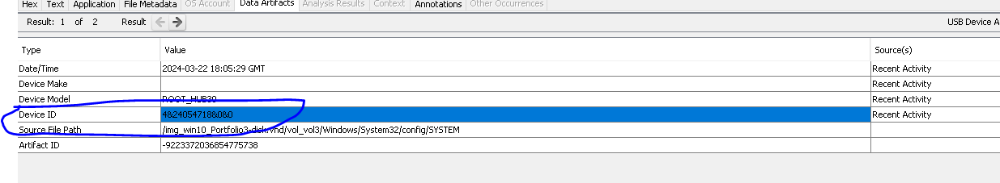 Hex Text Application File Metadata OS Account Data Artifacts Analysis Results Context Annotations Other Occurrences
Result: 1 of 2 Result USB Device A
Type Value Source(s)
Date/Time 2024-03-22 18:05:29 GMT Recent Activity
Device Make Recent Activity
Device Model ROOT_HUB30 Recent Activity
Device ID 4&24054718&0&0 Recent Activity
Source File Path /img_win10_Portfolio3-disk.vhd/vol_vol3/Windows/System32/config/SYSTEM
Artifact ID -9223372036854775738